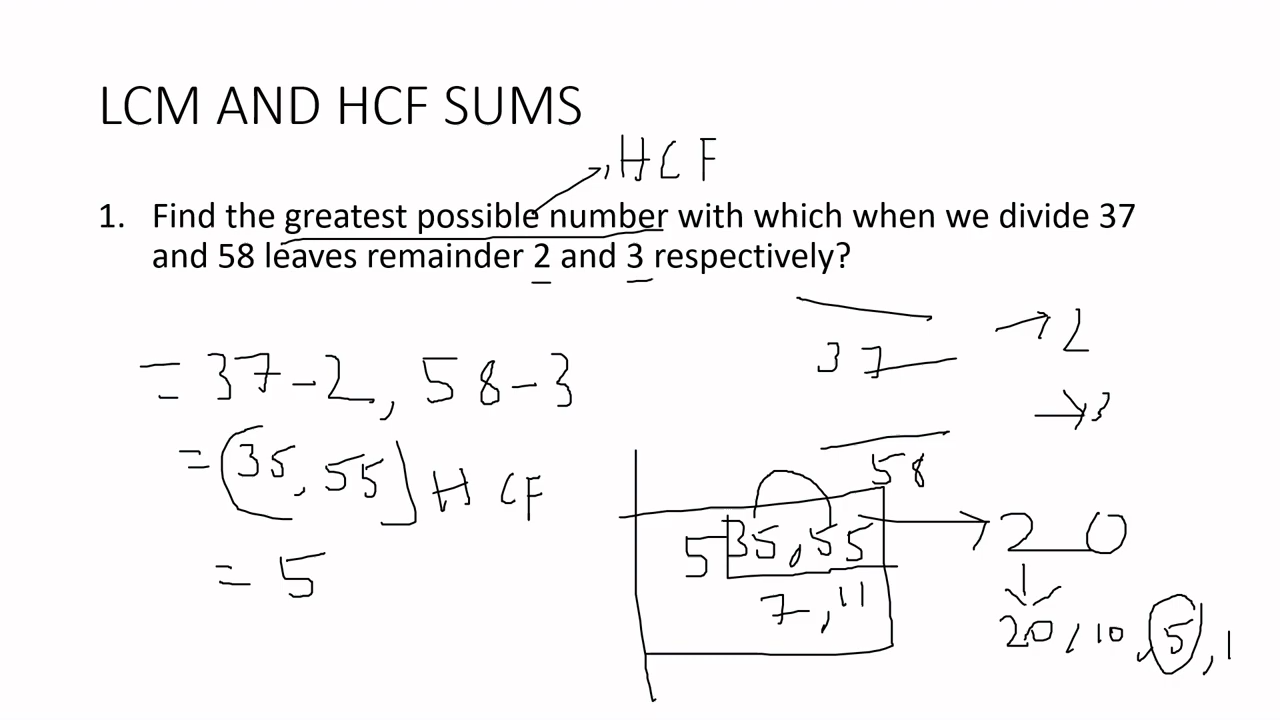 LCM AND HCF SUMS
HCF
1. Find the greatest possible number with which when we divide 37
and 58 leaves remainder 2 and 3 respectively?
= 37-2, 58-3
37 → 2
→ 3
= (35, 55] HCF
58
5 35, 55 → 20
= 5
7, 11
20, 10, 5, 1